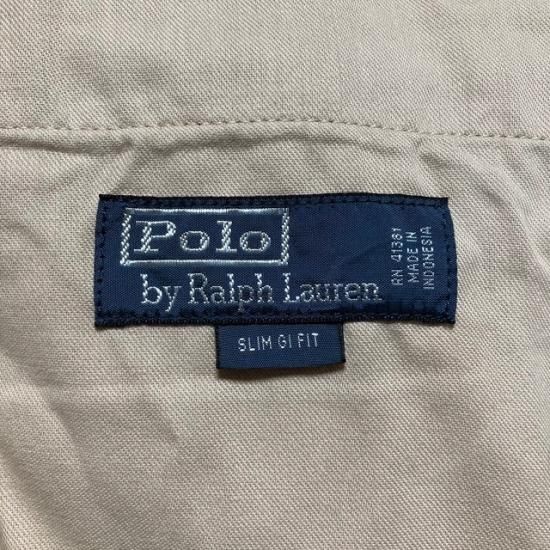 Polo
by Ralph Lauren
RN 41381
MADE IN
INDONESIA
SLIM GI FIT